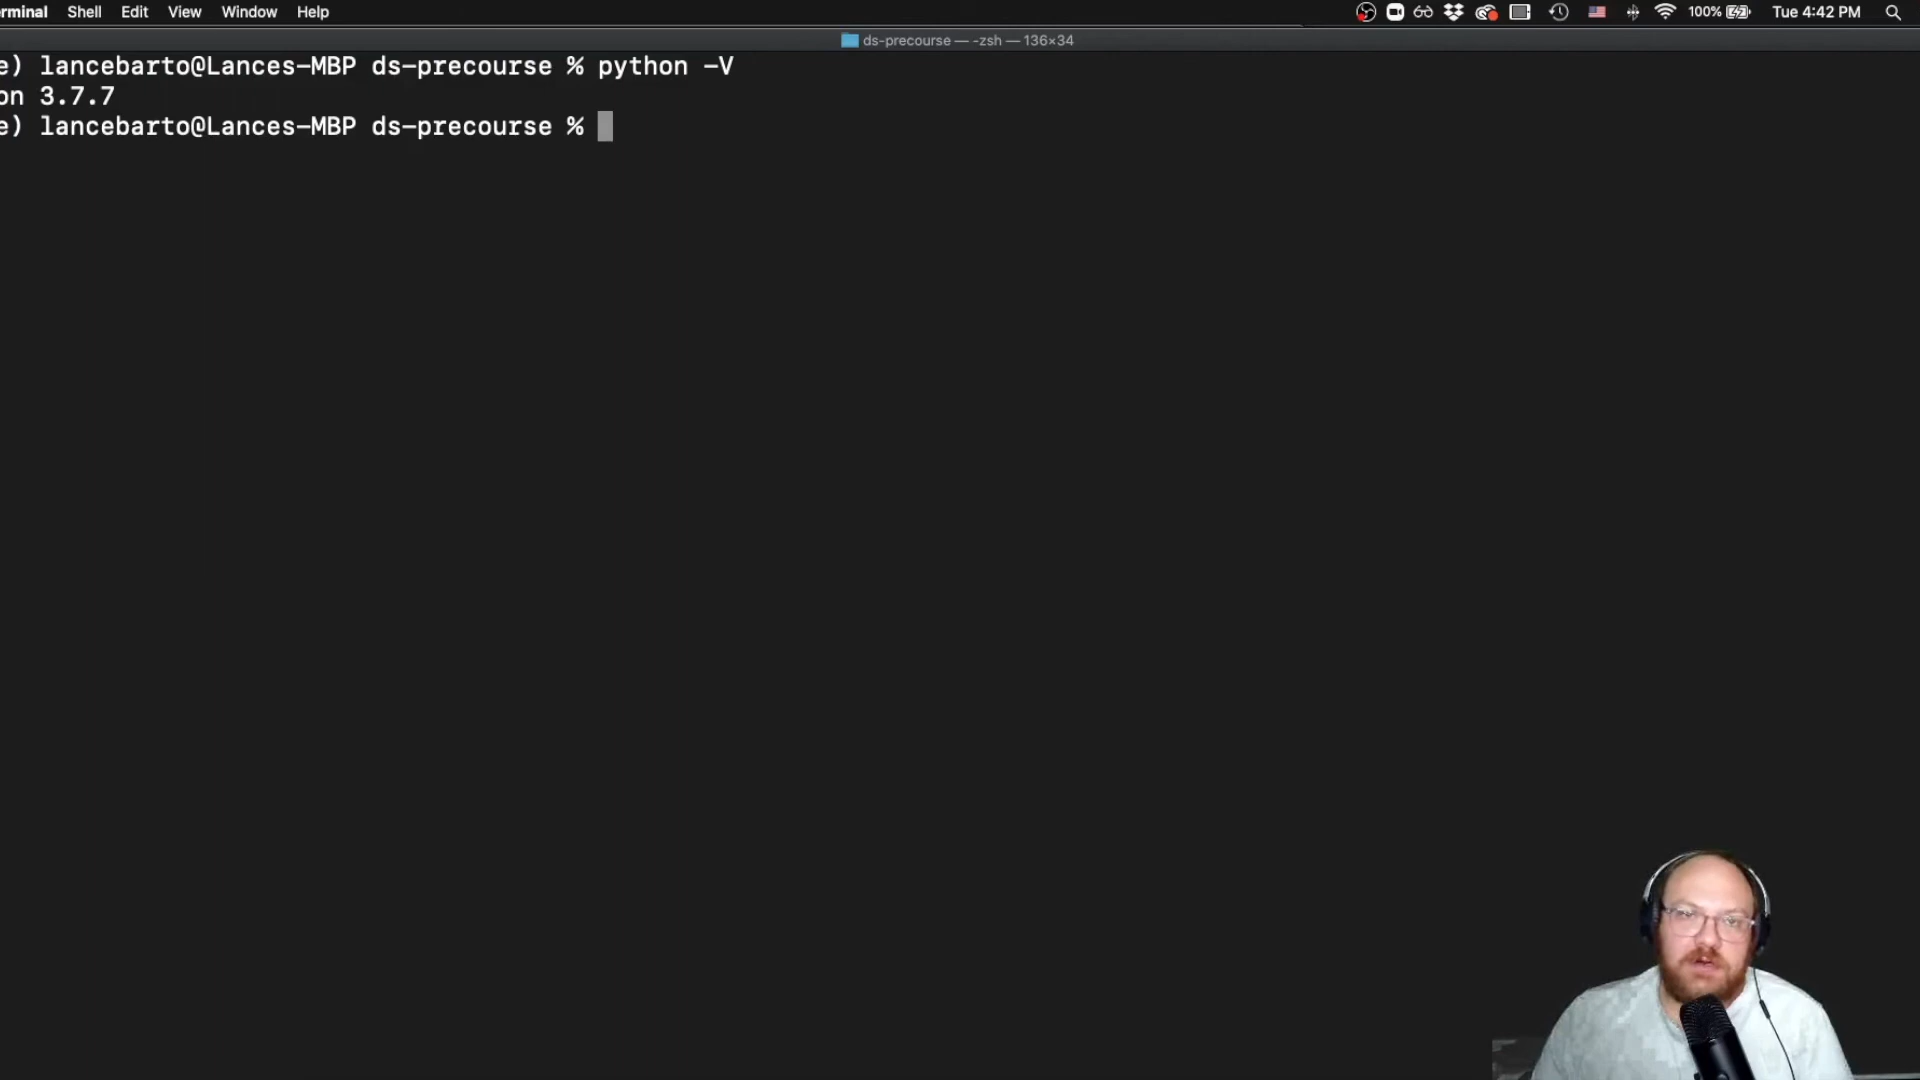 rminal Shell Edit View Window Help 100% Tue 4:42 PM
ds-precourse — -zsh — 136×34
e) lancebarto@Lances-MBP ds-precourse % python -V
on 3.7.7
e) lancebarto@Lances-MBP ds-precourse %